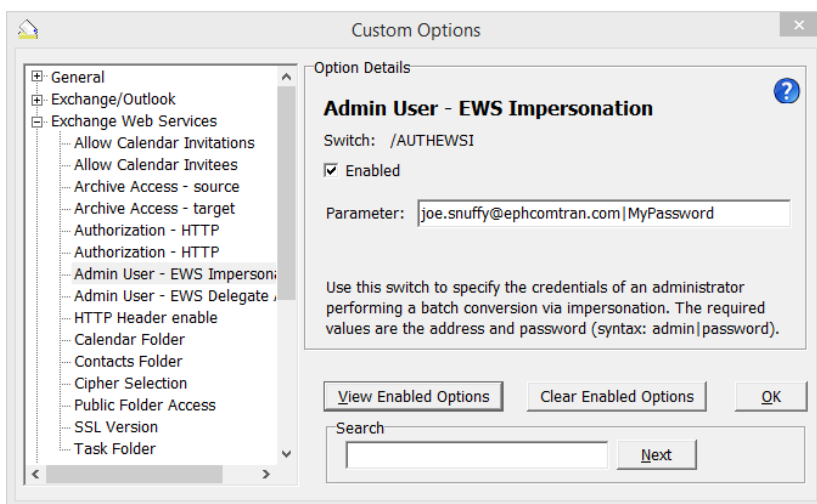 Custom Options
General
Exchange/Outlook
Exchange Web Services
Allow Calendar Invitations
Allow Calendar Invitees
Archive Access - source
Archive Access - target
Authorization - HTTP
Authorization - HTTP
Admin User - EWS Impersona
Admin User - EWS Delegate
HTTP Header enable
Calendar Folder
Contacts Folder
Cipher Selection
Public Folder Access
SSL Version
Task Folder
Option Details
Admin User - EWS Impersonation
Switch: /AUTHEWSI
Enabled
Parameter: joe.snuffy@ephcomtran.com|MyPassword
Use this switch to specify the credentials of an administrator
performing a batch conversion via impersonation. The required
values are the address and password (syntax: admin|password).
View Enabled Options Clear Enabled Options OK
Search
Next